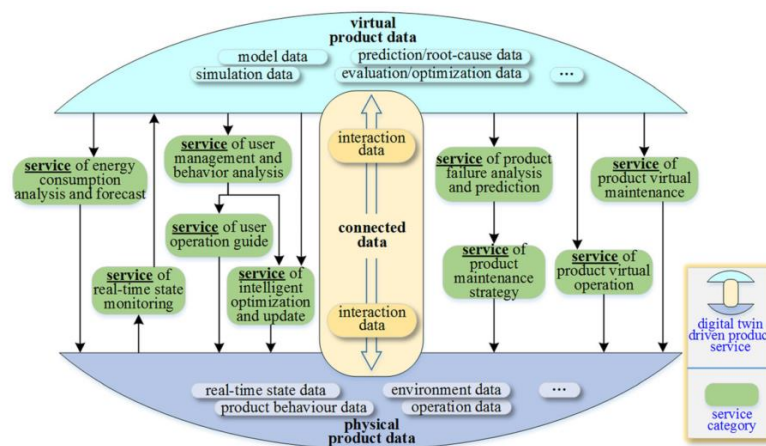 virtual
product data
model data
prediction/root-cause data
simulation data
evaluation/optimization data
...
interaction
data
service of energy
consumption
analysis and forecast
service of user
management and
behavior analysis
service of user
operation guide
service of
real-time state
monitoring
service of
intelligent
optimization
and update
connected
data
service of product
failure analysis
and prediction
service of
product
maintenance
strategy
service of
product virtual
maintenance
service of
product virtual
operation
interaction
data
real-time state data
environment data
...
product behaviour data
operation data
physical
product data
digital twin
driven product
service
service
category